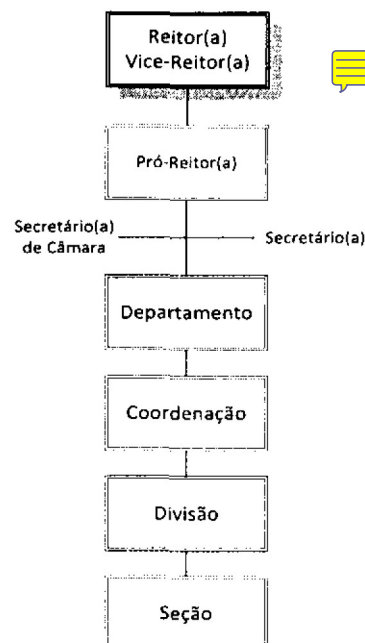 Reitor(a)
Vice-Reitor(a)
Pró-Reitor(a)
Secretário(a)
de Câmara
Secretário(a)
Departamento
Coordenação
Divisão
Seção